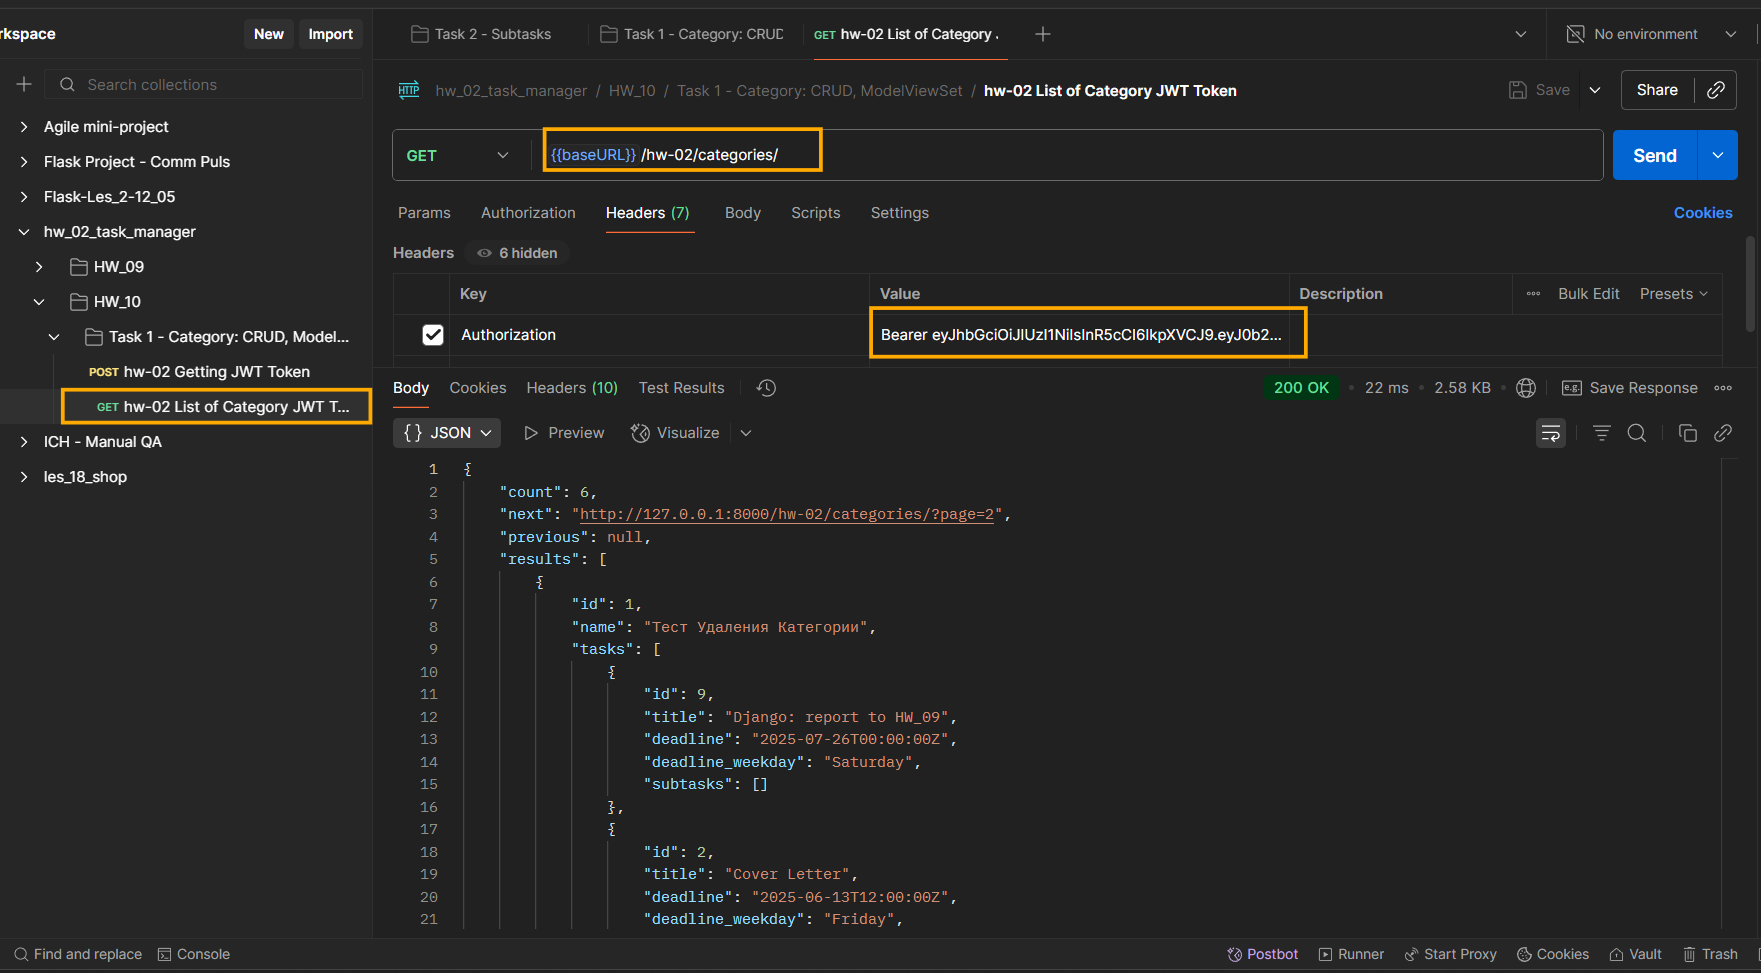 rkspace
New
Import
Search collections
Agile mini-project
Flask Project - Comm Puls
Flask-Les_2-12_05
hw_02_task_manager
HW_09
HW_10
Task 1 - Category: CRUD, Model...
POST hw-02 Getting JWT Token
GET hw-02 List of Category JWT T...
ICH - Manual QA
les_18_shop
Task 2 - Subtasks
Task 1 - Category: CRUD
GET hw-02 List of Category .
No environment
HTTP hw_02_task_manager / HW_10 / Task 1 - Category: CRUD, ModelViewSet / hw-02 List of Category JWT Token
Save
Share
GET
{{baseURL}} /hw-02/categories/
Send
Params
Authorization
Headers (7)
Body
Scripts
Settings
Cookies
Headers
6 hidden
Key
Value
Description
Bulk Edit
Presets
Authorization
Bearer eyJhbGciOiJIUzI1NiIsInR5cCI6IkpXVCJ9.eyJ0b2...
Body
Cookies
Headers (10)
Test Results
200 OK
22 ms
2.58 KB
e.g.
Save Response
{} JSON
Preview
Visualize
1 {
2 "count": 6,
3 "next": "http://127.0.0.1:8000/hw-02/categories/?page=2",
4 "previous": null,
5 "results": [
6 {
7 "id": 1,
8 "name": "Тест Удаления Категории",
9 "tasks": [
10 {
11 "id": 9,
12 "title": "Django: report to HW_09",
13 "deadline": "2025-07-26T00:00:00Z",
14 "deadline_weekday": "Saturday",
15 "subtasks": []
16 },
17 {
18 "id": 2,
19 "title": "Cover Letter",
20 "deadline": "2025-06-13T12:00:00Z",
21 "deadline_weekday": "Friday",
Find and replace
Console
Postbot
Runner
Start Proxy
Cookies
Vault
Trash